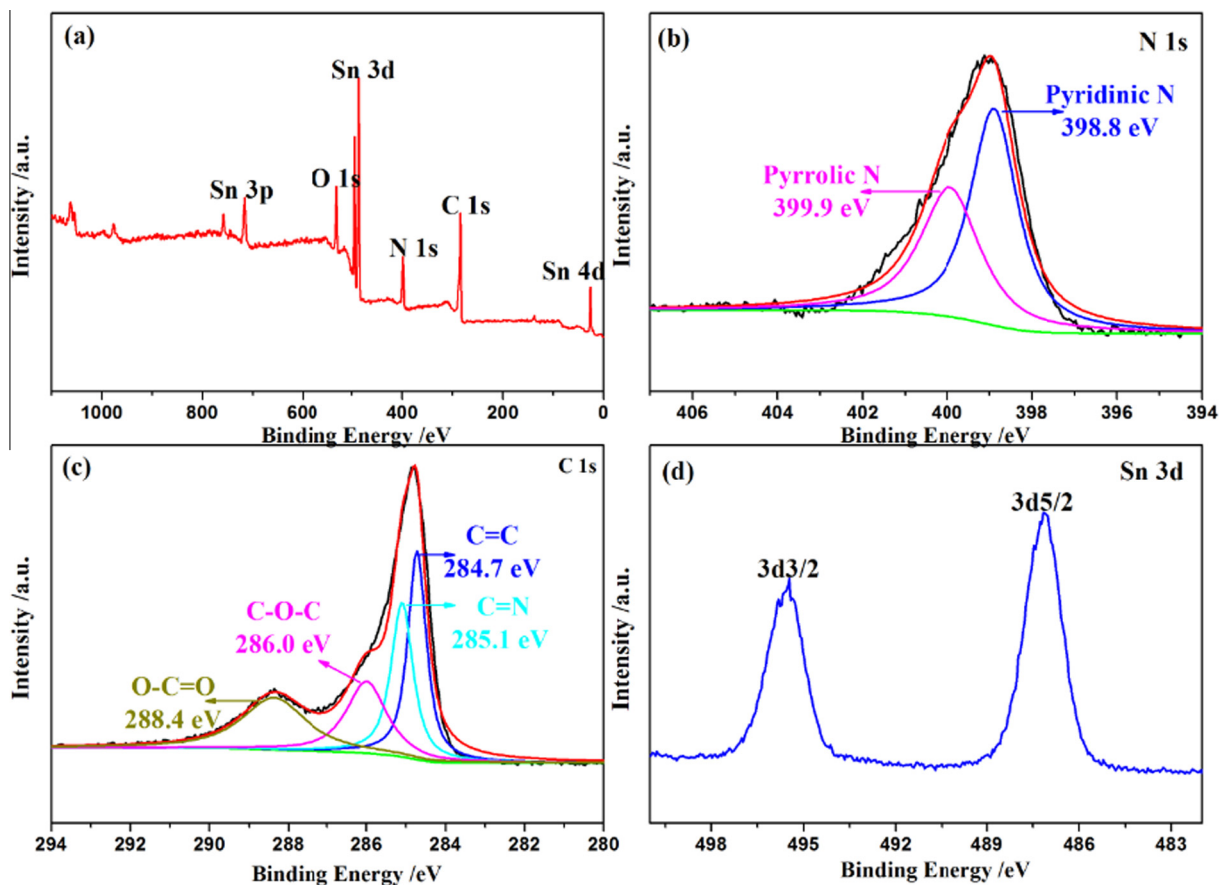 (a)
Sn 3d
Sn 3p
O 1s
N 1s
C 1s
Sn 4d
Intensity /a.u.
1000 800 600 400 200 0
Binding Energy /eV
(b)
N 1s
Pyridinic N
398.8 eV
Pyrrolic N
399.9 eV
Intensity /a.u.
406 404 402 400 398 396 394
Binding Energy /eV
(c)
C 1s
C=C
284.7 eV
C=N
285.1 eV
C-O-C
286.0 eV
O-C=O
288.4 eV
Intensity /a.u.
294 292 290 288 286 284 282 280
Binding Energy /eV
(d)
Sn 3d
3d5/2
3d3/2
Intensity /a.u.
498 495 492 489 486 483
Binding Energy /eV